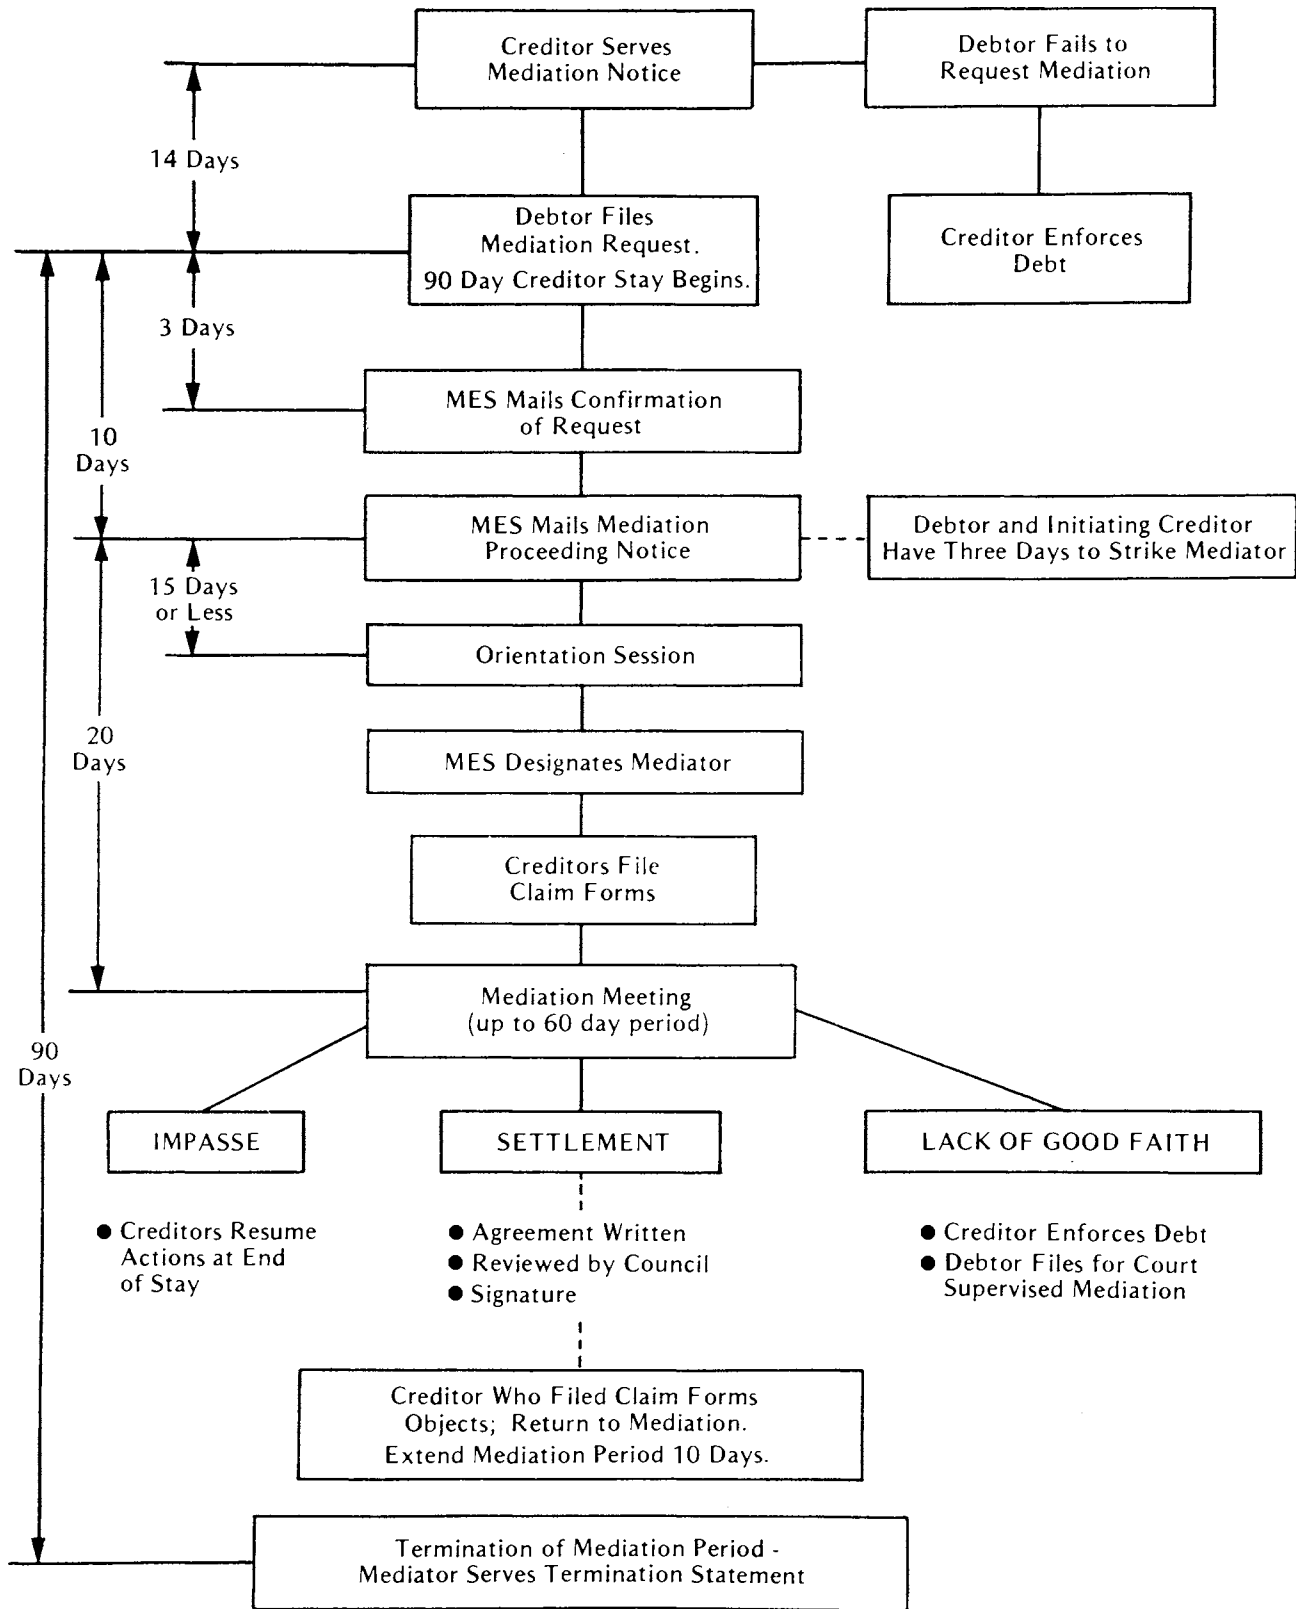 Creditor Serves
Mediation Notice
Debtor Fails to
Request Mediation
14 Days
Debtor Files
Mediation Request.
90 Day Creditor Stay Begins.
Creditor Enforces
Debt
3 Days
MES Mails Confirmation
of Request
10
Days
MES Mails Mediation
Proceeding Notice
Debtor and Initiating Creditor
Have Three Days to Strike Mediator
15 Days
or Less
Orientation Session
20
Days
MES Designates Mediator
Creditors File
Claim Forms
Mediation Meeting
(up to 60 day period)
90
Days
IMPASSE
SETTLEMENT
LACK OF GOOD FAITH
● Creditors Resume
Actions at End
of Stay
● Agreement Written
● Reviewed by Council
● Signature
● Creditor Enforces Debt
● Debtor Files for Court
Supervised Mediation
Creditor Who Filed Claim Forms
Objects; Return to Mediation.
Extend Mediation Period 10 Days.
Termination of Mediation Period -
Mediator Serves Termination Statement